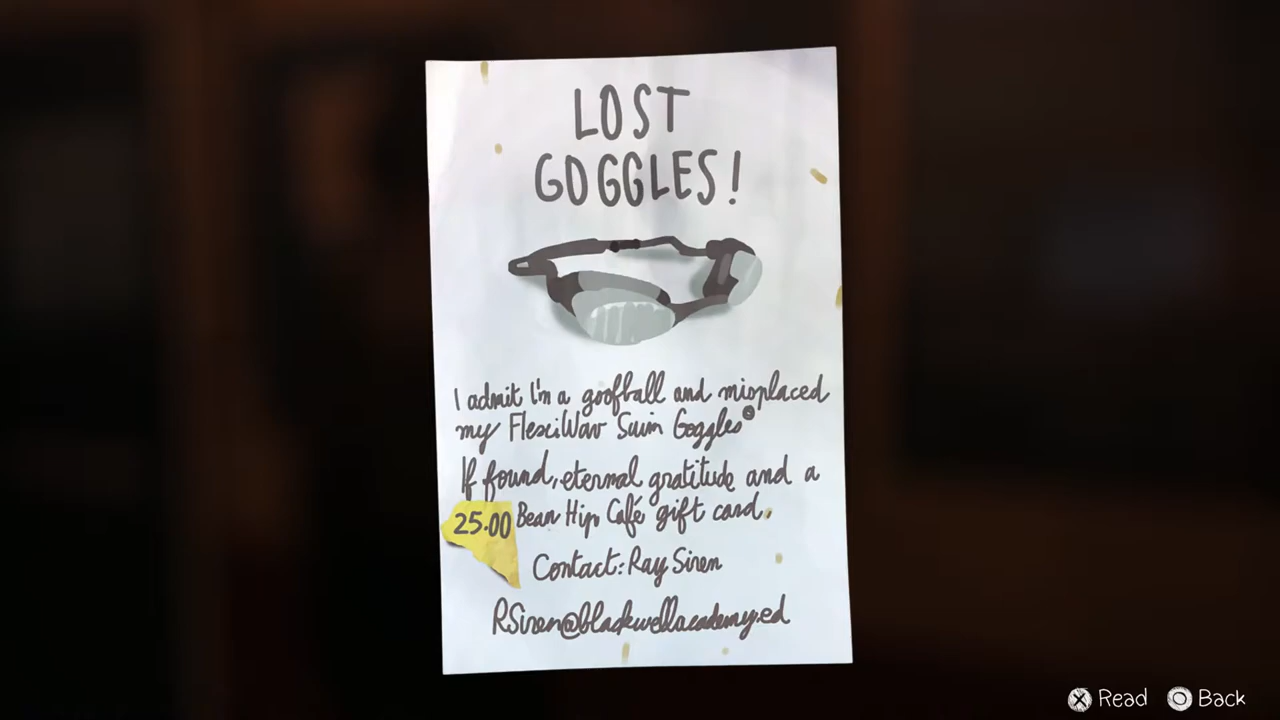 LOST
GOGGLES!
I admit I'm a goofball and misplaced
my FlexiWav Swim Goggles©
If found, eternal gratitude and a
25.00 Bean Hip Café gift card.
Contact: Ray Siren
RSiren@blackwellacademy.ed
Read
Back